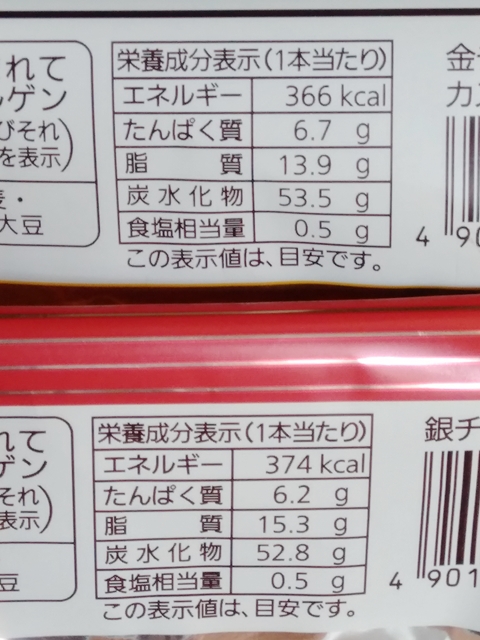 れて
ゲン
びそれ)
を表示)
・
大豆
栄養成分表示(1本当たり)
エネルギー 366 kcal
たんぱく質 6.7 g
脂質 13.9 g
炭水化物 53.5 g
食塩相当量 0.5 g
この表示値は、目安です。
金
カ
4 90
れて
ゲン
それ)
表示)
豆
栄養成分表示(1本当たり)
エネルギー 374 kcal
たんぱく質 6.2 g
脂質 15.3 g
炭水化物 52.8 g
食塩相当量 0.5 g
この表示値は、目安です。
銀チ
4 901